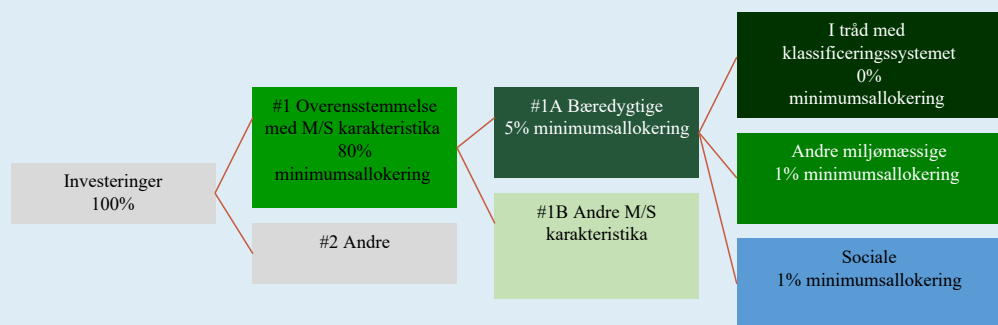 Investeringer
100%
#1 Overensstemmelse
med M/S karakteristika
80%
minimumsallokering
#2 Andre
#1A Bæredygtige
5% minimumsallokering
#1B Andre M/S
karakteristika
I tråd med
klassificeringssystemet
0%
minimumsallokering
Andre miljømæssige
1% minimumsallokering
Sociale
1% minimumsallokering